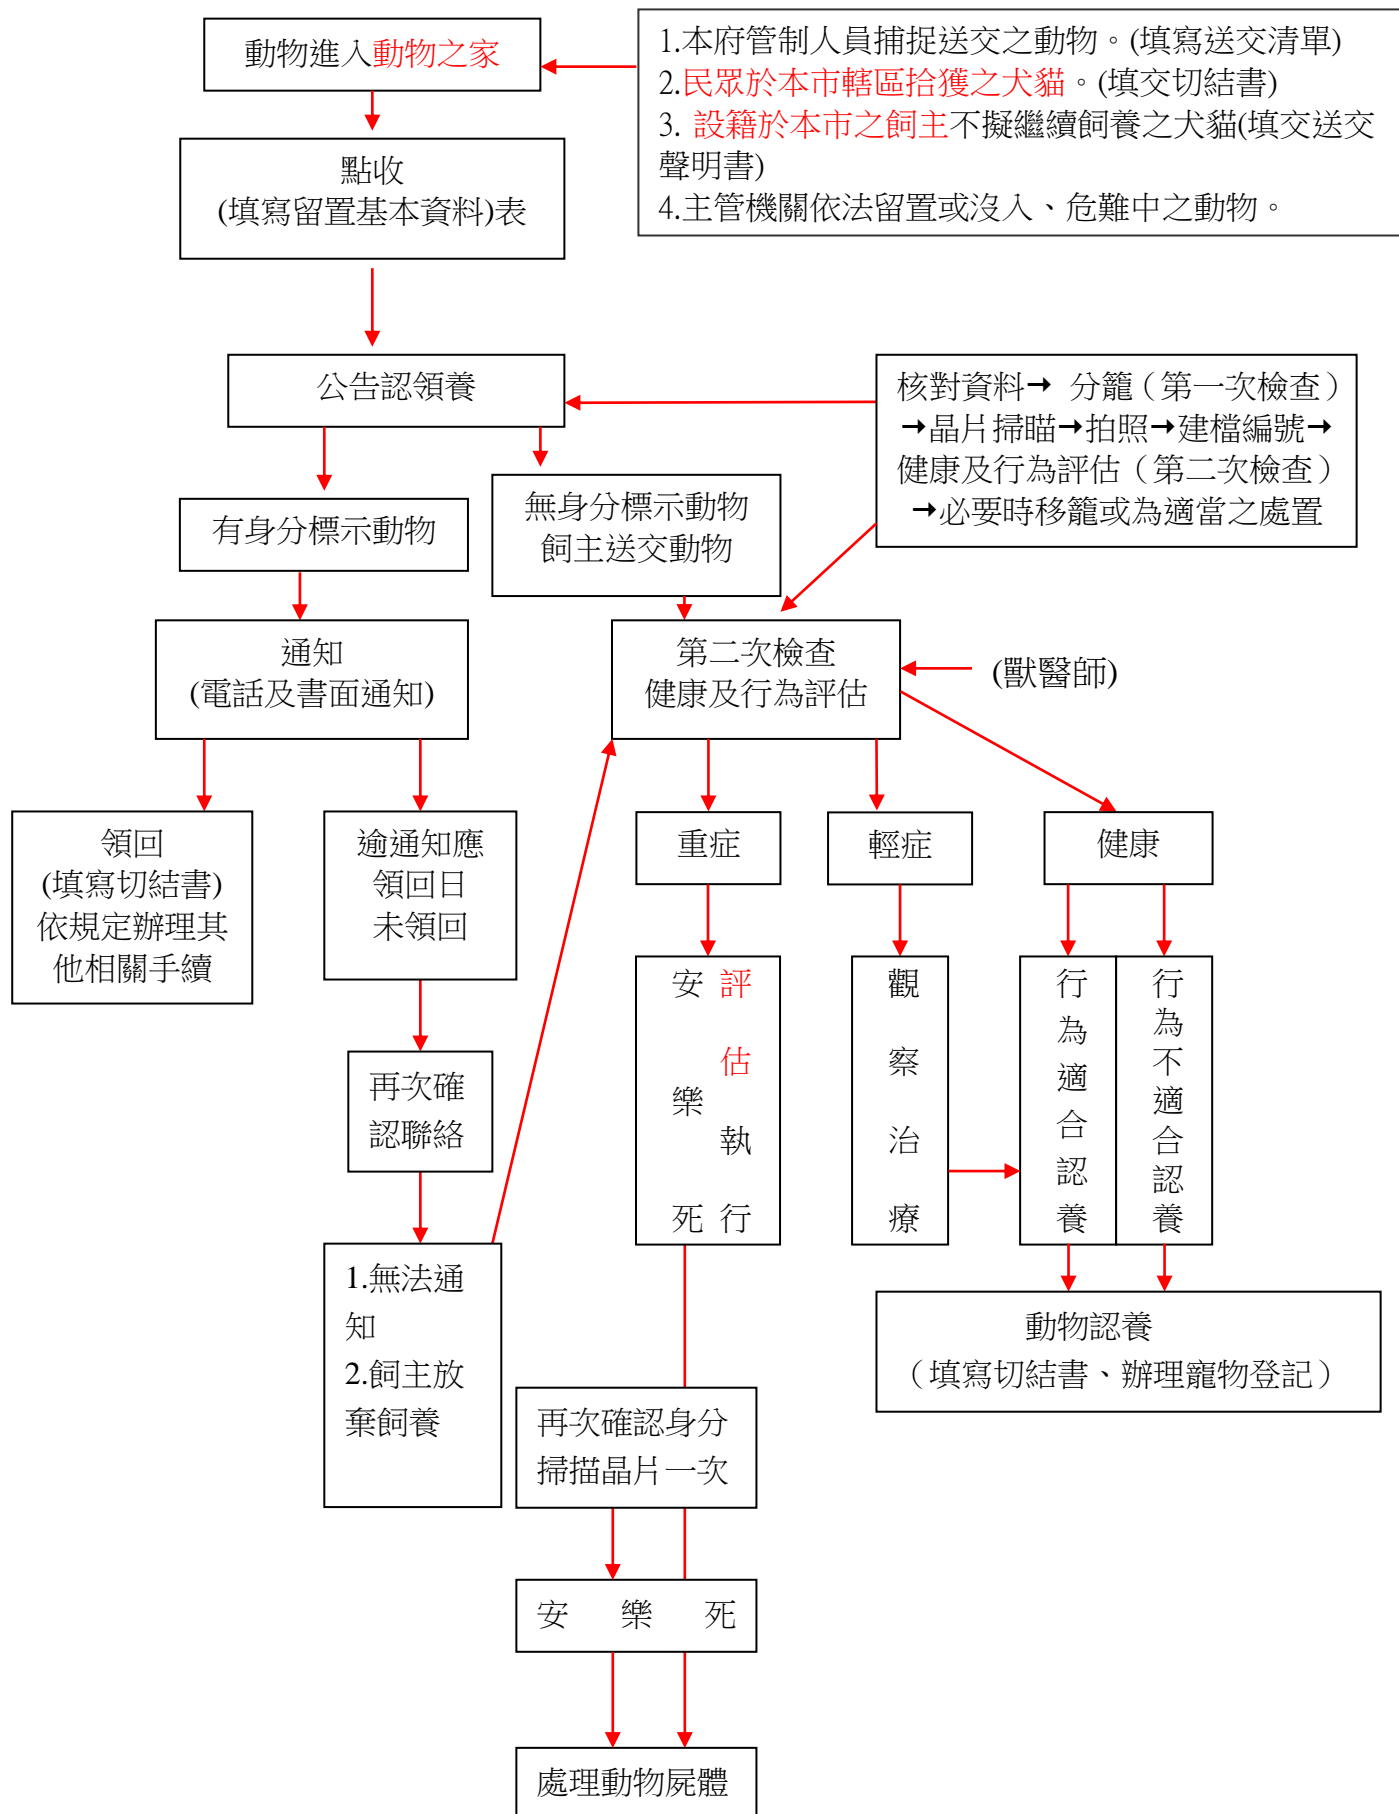 動物進入動物之家
1.本府管制人員捕捉送交之動物。(填寫送交清單)
2.民眾於本市轄區拾獲之犬貓。(填交切結書)
3. 設籍於本市之飼主不擬繼續飼養之犬貓(填交送交
聲明書)
4.主管機關依法留置或沒入、危難中之動物。
點收
(填寫留置基本資料)表
公告認領養
核對資料→ 分籠（第一次檢查）
→晶片掃瞄→拍照→建檔編號→
健康及行為評估（第二次檢查）
→必要時移籠或為適當之處置
有身分標示動物
無身分標示動物
飼主送交動物
通知
(電話及書面通知)
第二次檢查
健康及行為評估
(獸醫師)
領回
(填寫切結書)
依規定辦理其
他相關手續
逾通知應
領回日
未領回
重症
輕症
健康
評估執行
安樂死
觀察治療
行為適合認養
行為不適合認養
再次確
認聯絡
1.無法通
知
2.飼主放
棄飼養
動物認養
（填寫切結書、辦理寵物登記）
再次確認身分
掃描晶片一次
安 樂 死
處理動物屍體